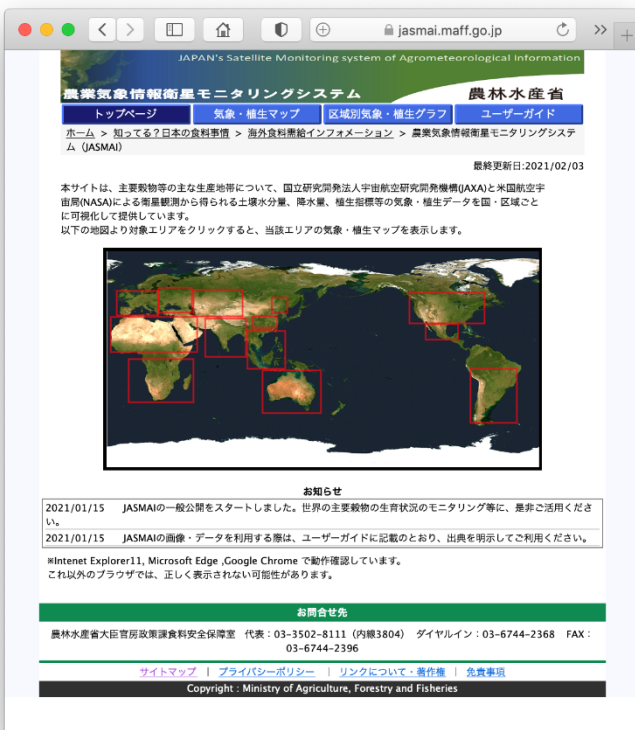 jasmai.maff.go.jp
JAPAN's Satellite Monitoring system of Agrometeorological Information
農業気象情報衛星モニタリングシステム 農林水産省
トップページ 気象・植生マップ 区域別気象・植生グラフ ユーザーガイド
ホーム > 知ってる?日本の食料事情 > 海外食料需給インフォメーション > 農業気象情報衛星モニタリングシステ
ム (JASMAI)
最終更新日:2021/02/03
本サイトは、主要穀物等の主な生産地帯について、国立研究開発法人宇宙航空研究開発機構(JAXA)と米国航空宇
宙局(NASA)による衛星観測から得られる土壌水分量、降水量、植生指標等の気象・植生データを国・区域ごと
に可視化して提供しています。
以下の地図より対象エリアをクリックすると、当該エリアの気象・植生マップを表示します。
お知らせ
2021/01/15 JASMAIの一般公開をスタートしました。世界の主要穀物の生育状況のモニタリング等に、是非ご活用くださ
い。
2021/01/15 JASMAIの画像・データを利用する際は、ユーザーガイドに記載のとおり、出典を明示してご利用ください。
※Intenet Explorer11, Microsoft Edge ,Google Chrome で動作確認しています。
これ以外のブラウザでは、正しく表示されない可能性があります。
お問合せ先
農林水産省大臣官房政策課食料安全保障室 代表:03-3502-8111(内線3804) ダイヤルイン:03-6744-2368 FAX:
03-6744-2396
サイトマップ | プライバシーポリシー | リンクについて・著作権 | 免責事項
Copyright : Ministry of Agriculture, Forestry and Fisheries